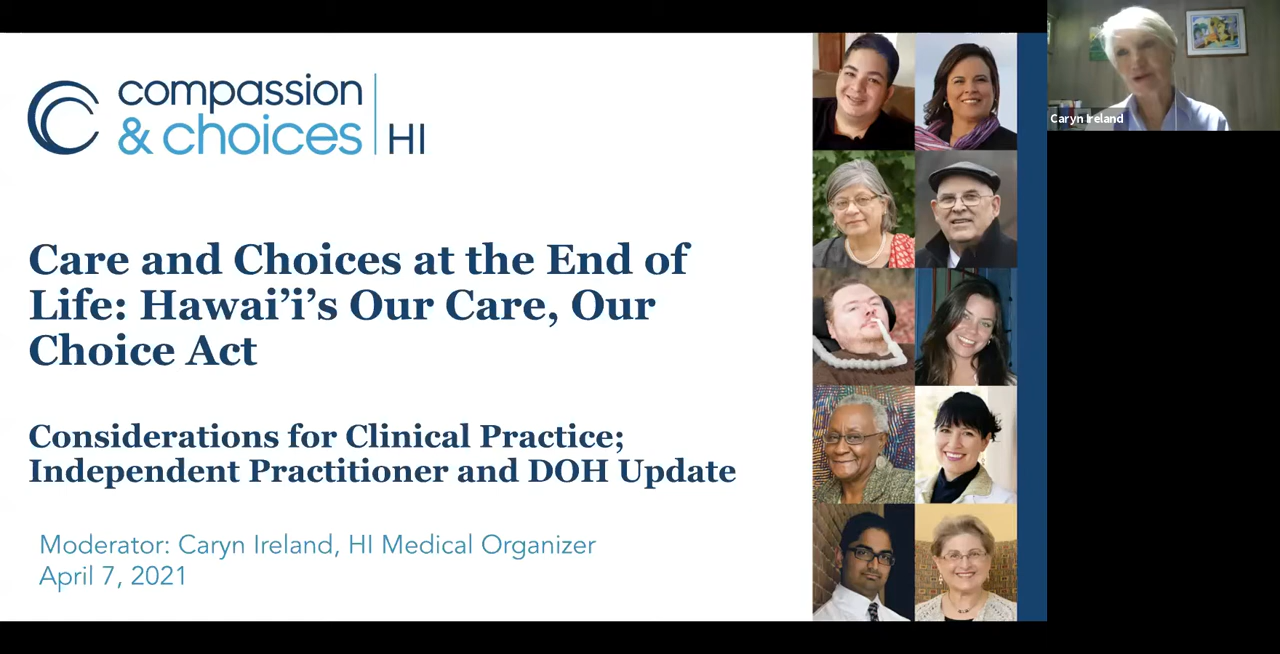 compassion
& choices HI
Care and Choices at the End of
Life: Hawai’i’s Our Care, Our
Choice Act
Considerations for Clinical Practice;
Independent Practitioner and DOH Update
Moderator: Caryn Ireland, HI Medical Organizer
April 7, 2021
Caryn Ireland